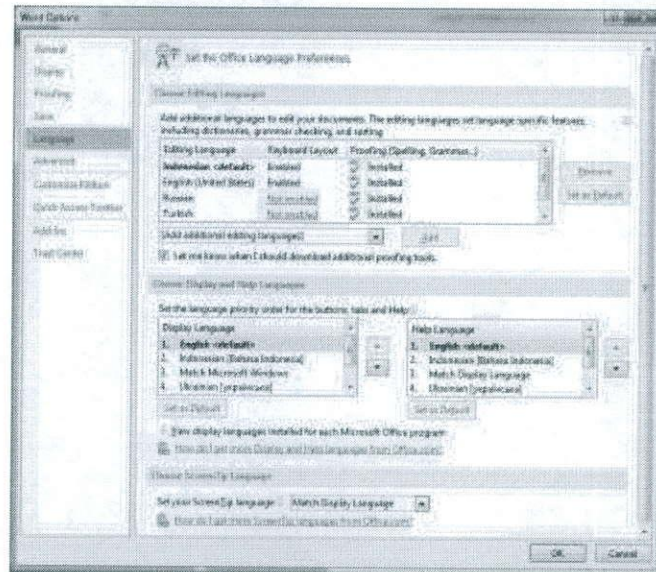 Word Options
General
Display
Proofing
Save
Language
Advanced
Customize Ribbon
Quick Access Toolbar
Add-Ins
Trust Center
Set the Office Language Preferences.
Choose Editing Languages
Add additional languages to edit your documents. The editing languages set language-specific features,
including dictionaries, grammar checking, and sorting
Editing Language Keyboard Layout Proofing (Spelling, Grammar...)
Indonesian <default> Enabled Installed
English (United States) Enabled Installed
Russian Not enabled Installed
Turkish Not enabled Installed
Remove
Set as Default
[Add additional editing languages] Add
Let me know when I should download additional proofing tools.
Choose Display and Help Languages
Set the language priority order for the buttons, tabs and Help
Display Language
1. English <default>
2. Indonesian [Bahasa Indonesia]
3. Match Microsoft Windows
4. Ukrainian [українська]
Set as Default
Help Language
1. English <default>
2. Indonesian [Bahasa Indonesia]
3. Match Display Language
4. Ukrainian [українська]
Set as Default
View display languages installed for each Microsoft Office program
How do I get more Display and Help languages from Office.com?
Choose ScreenTip Language
Set your ScreenTip language Match Display Language
How do I get more ScreenTip languages from Office.com?
OK Cancel